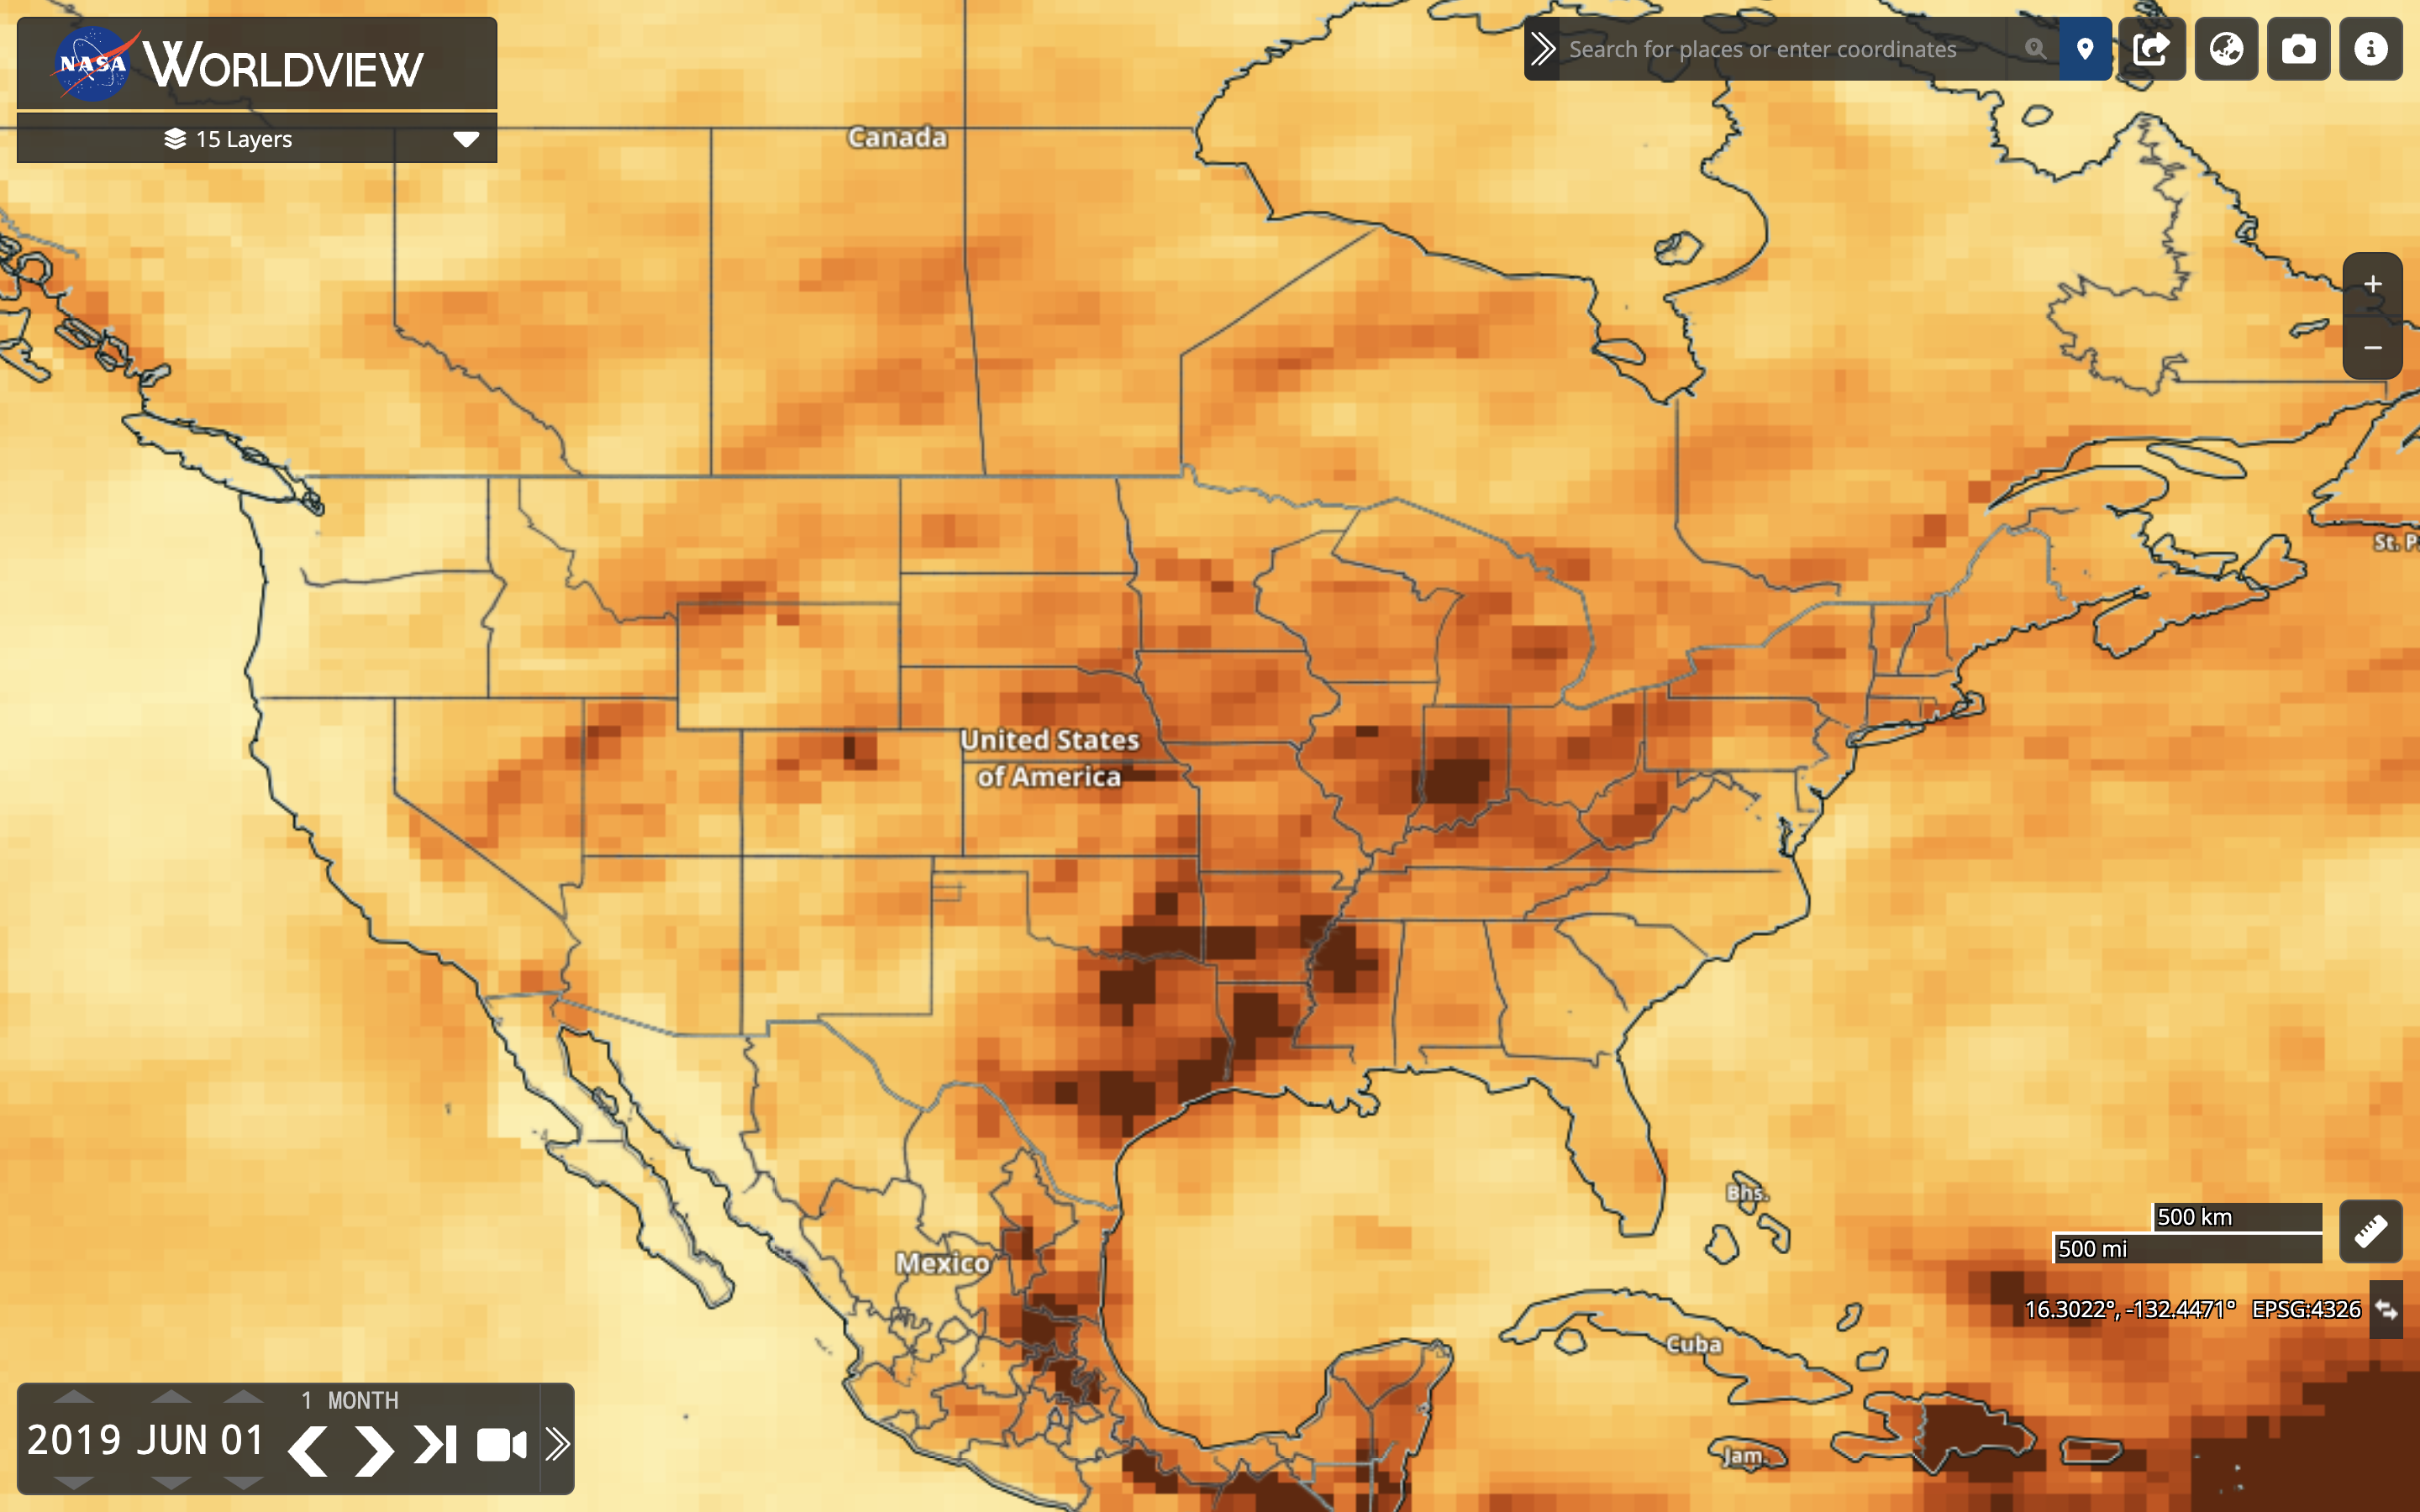 NASA WORLDVIEW
15 Layers
Search for places or enter coordinates
Canada
+
−
St. P
United States
of America
Bhs.
500 km
500 mi
Mexico
16.3022°, -132.4471° EPSG:4326
Cuba
1 MONTH
2019 JUN 01
Jam.